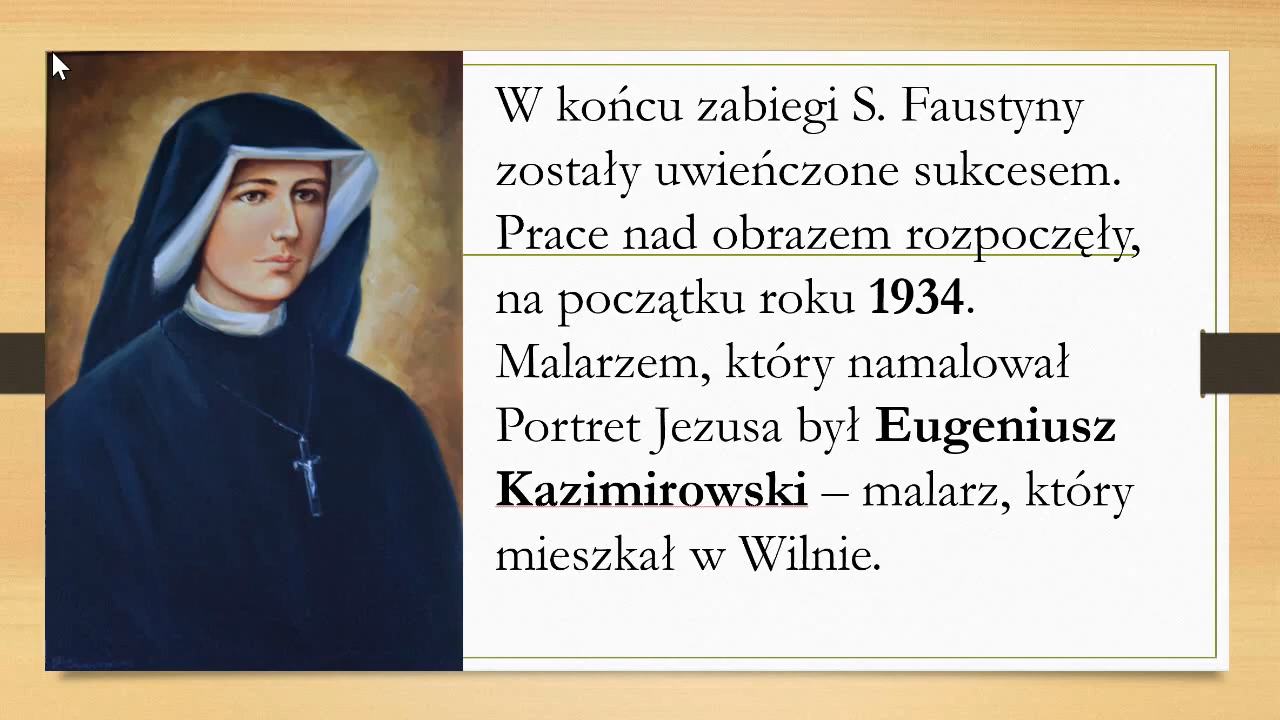 W końcu zabiegi S. Faustyny
zostały uwieńczone sukcesem.
Prace nad obrazem rozpoczęły,
na początku roku 1934.
Malarzem, który namalował
Portret Jezusa był Eugeniusz
Kazimirowski – malarz, który
mieszkał w Wilnie.